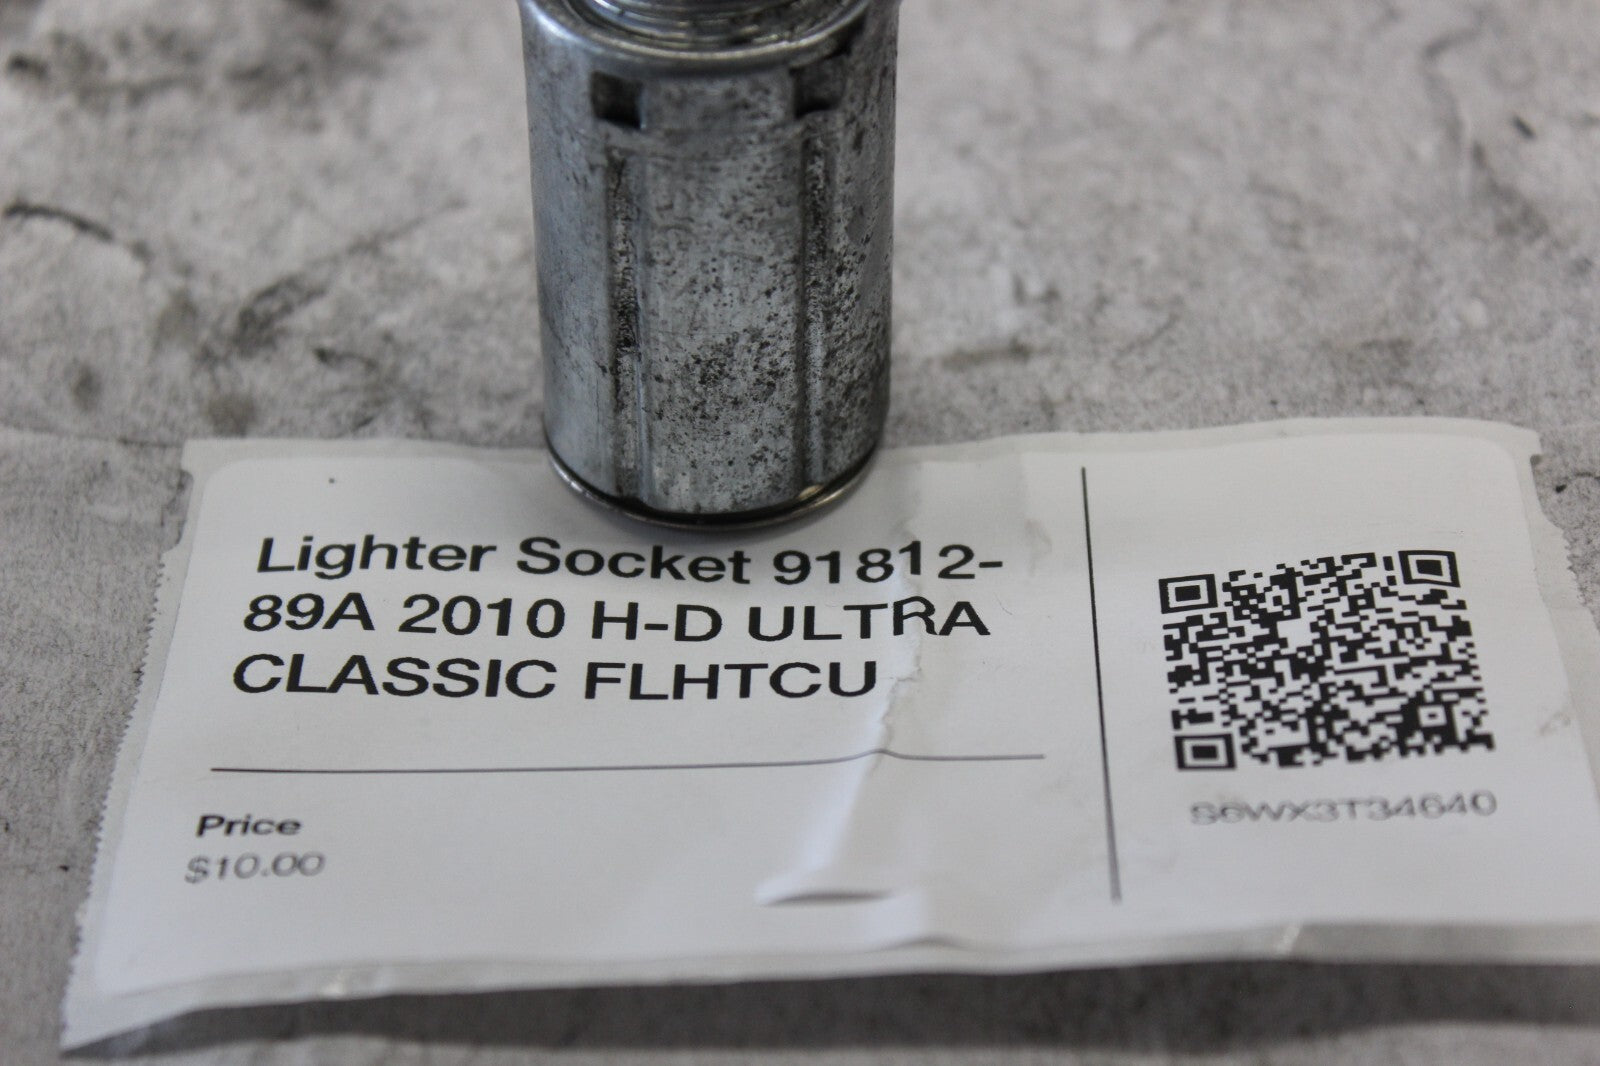 Lighter Socket 91812-
89A 2010 H-D ULTRA
CLASSIC FLHTCU
Price
$10.00
S6WX3T34640